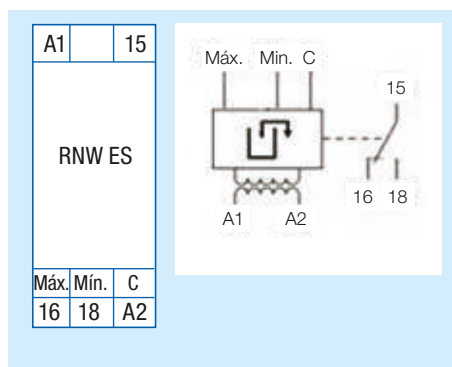 A1 15
RNW ES
Máx. Mín. C
16 18 A2
Máx. Min. C
15
16 18
A1 A2